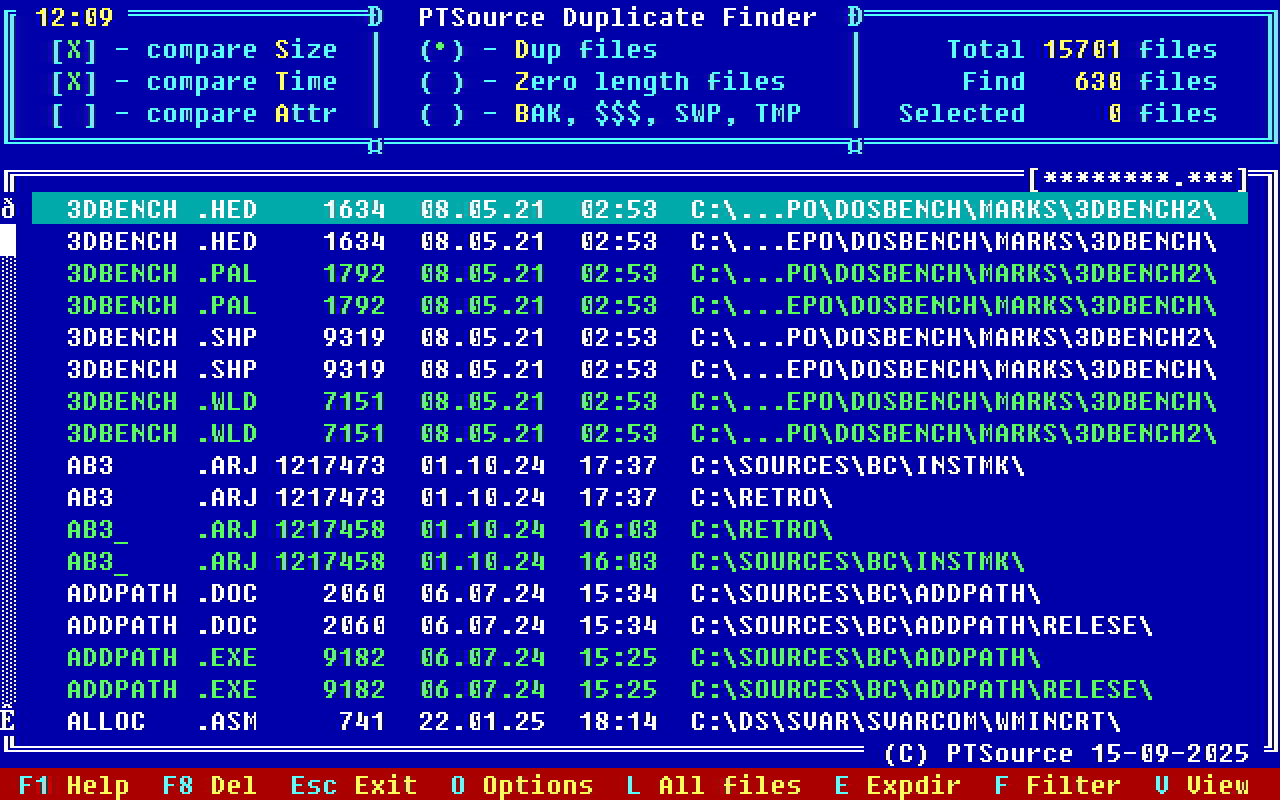 12:09 PTSource Duplicate Finder
[X] - compare Size (•) - Dup files Total 15701 files
[X] - compare Time ( ) - Zero length files Find 630 files
[ ] - compare Attr ( ) - BAK, $$$, SWP, TMP Selected 0 files
[********.***]
3DBENCH .HED 1634 08.05.21 02:53 C:\...PO\DOSBENCH\MARKS\3DBENCH2\
3DBENCH .HED 1634 08.05.21 02:53 C:\...EPO\DOSBENCH\MARKS\3DBENCH\
3DBENCH .PAL 1792 08.05.21 02:53 C:\...PO\DOSBENCH\MARKS\3DBENCH2\
3DBENCH .PAL 1792 08.05.21 02:53 C:\...EPO\DOSBENCH\MARKS\3DBENCH\
3DBENCH .SHP 9319 08.05.21 02:53 C:\...PO\DOSBENCH\MARKS\3DBENCH2\
3DBENCH .SHP 9319 08.05.21 02:53 C:\...EPO\DOSBENCH\MARKS\3DBENCH\
3DBENCH .WLD 7151 08.05.21 02:53 C:\...EPO\DOSBENCH\MARKS\3DBENCH\
3DBENCH .WLD 7151 08.05.21 02:53 C:\...PO\DOSBENCH\MARKS\3DBENCH2\
AB3 .ARJ 1217473 01.10.24 17:37 C:\SOURCES\BC\INSTMK\
AB3 .ARJ 1217473 01.10.24 17:37 C:\RETRO\
AB3_ .ARJ 1217458 01.10.24 16:03 C:\RETRO\
AB3_ .ARJ 1217458 01.10.24 16:03 C:\SOURCES\BC\INSTMK\
ADDPATH .DOC 2060 06.07.24 15:34 C:\SOURCES\BC\ADDPATH\
ADDPATH .DOC 2060 06.07.24 15:34 C:\SOURCES\BC\ADDPATH\RELESE\
ADDPATH .EXE 9182 06.07.24 15:25 C:\SOURCES\BC\ADDPATH\
ADDPATH .EXE 9182 06.07.24 15:25 C:\SOURCES\BC\ADDPATH\RELESE\
ALLOC .ASM 741 22.01.25 18:14 C:\DS\SVAR\SVARCOM\WMINCRT\
(C) PTSource 15-09-2025
F1 Help F8 Del Esc Exit O Options L All files E Expdir F Filter V View